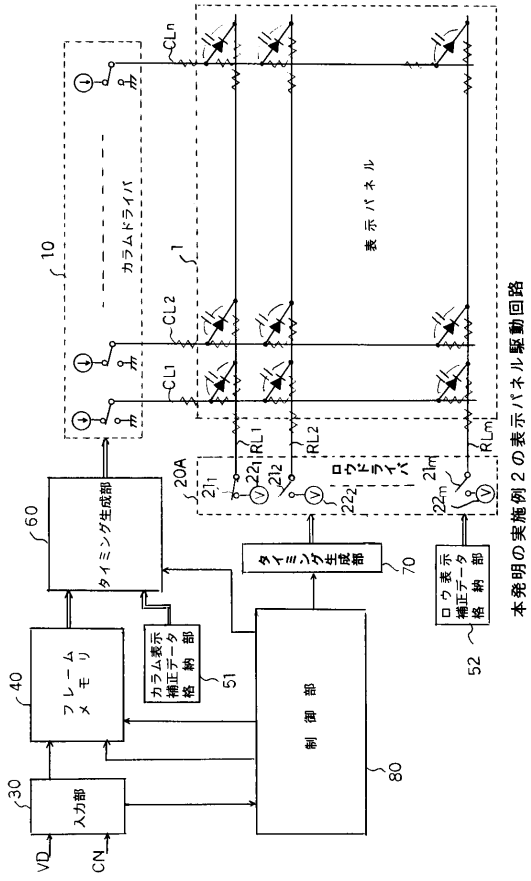 10
カラムドライバ
CL1
CL2
CLn
1
表示パネル
RL1
RL2
RLm
20A
21₁
22₁
21₂
22₂
21m
22m
V
V
V
ロウドライバ
60
タイミング生成部
70
タイミング生成部
40
フレーム
メモリ
カラム表示
補正データ
格納部
51
ロウ表示
補正データ
格納部
52
30
入力部
VD
CN
制御部
80
本発明の実施例2の表示パネル駆動回路